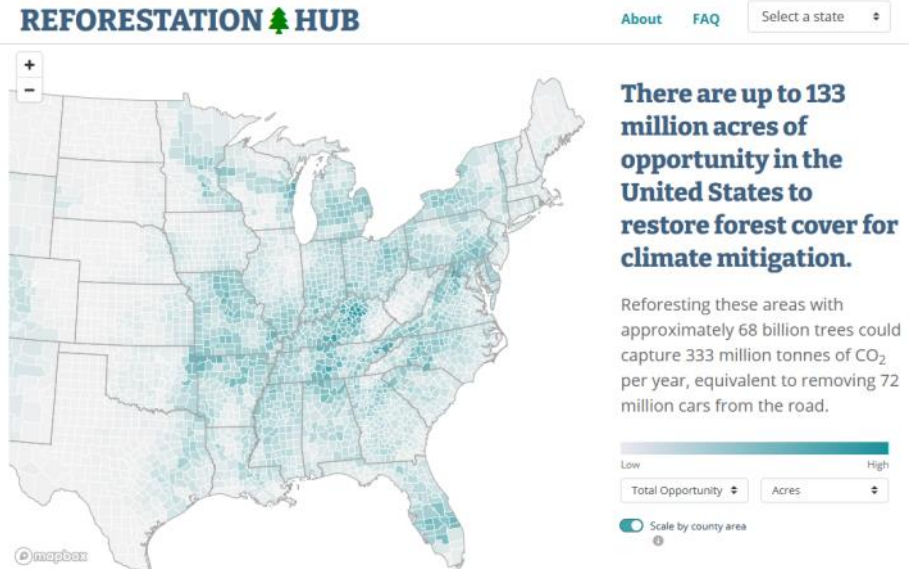 REFORESTATION HUB
About
FAQ
Select a state
+
−
There are up to 133
million acres of
opportunity in the
United States to
restore forest cover for
climate mitigation.
Reforesting these areas with
approximately 68 billion trees could
capture 333 million tonnes of CO₂
per year, equivalent to removing 72
million cars from the road.
Low
High
Total Opportunity
Acres
Scale by county area
mapbox